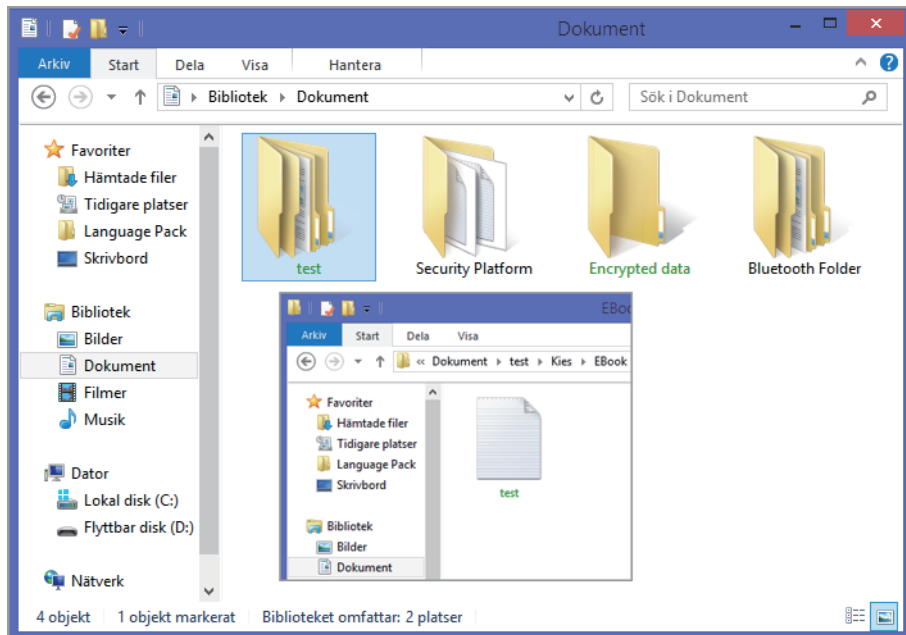 Dokument
Arkiv Start Dela Visa Hantera
Bibliotek Dokument Sök i Dokument
Favoriter
Hämtade filer
Tidigare platser
Language Pack
Skrivbord
Bibliotek
Bilder
Dokument
Filmer
Musik
Dator
Lokal disk (C:)
Flyttbar disk (D:)
Nätverk
test Security Platform Encrypted data Bluetooth Folder
Arkiv Start Dela Visa
« Dokument test Kies EBook
Favoriter
Hämtade filer
Tidigare platser
Language Pack
Skrivbord
Bibliotek
Bilder
Dokument
test
4 objekt 1 objekt markerat Biblioteket omfattar: 2 platser